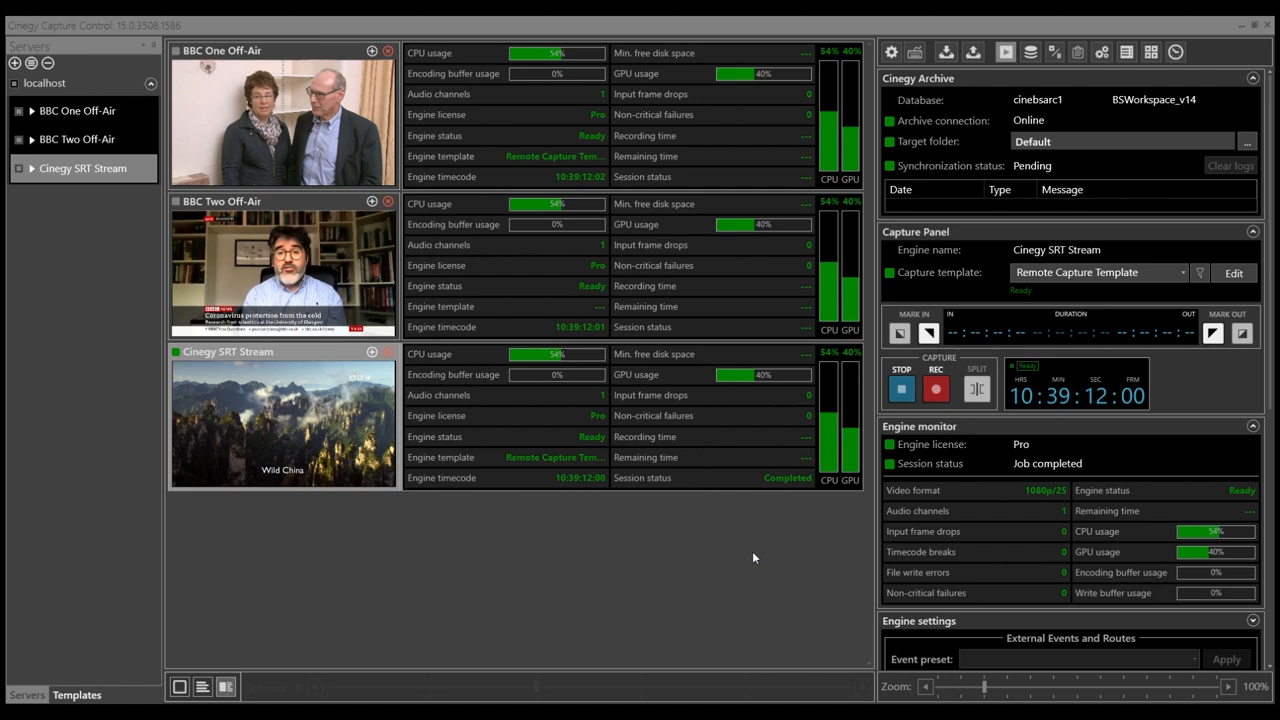 Cinegy Capture Control: 15.0.3508.1586
Servers
localhost
BBC One Off-Air
BBC Two Off-Air
Cinegy SRT Stream
Servers Templates
BBC One Off-Air
CPU usage 54% Min. free disk space ---
Encoding buffer usage 0% GPU usage 40%
Audio channels 1 Input frame drops 0
Engine license Pro Non-critical failures 0
Engine status Ready Recording time ---
Engine template Remote Capture Tem... Remaining time ---
Engine timecode 10:39:12:02 Session status ---
54% 40%
CPU GPU
BBC Two Off-Air
Coronavirus protection from the cold
CPU usage 54% Min. free disk space ---
Encoding buffer usage 0% GPU usage 40%
Audio channels 1 Input frame drops 0
Engine license Pro Non-critical failures 0
Engine status Ready Recording time ---
Engine template --- Remaining time ---
Engine timecode 10:39:12:01 Session status ---
54% 40%
CPU GPU
Cinegy SRT Stream
Wild China
CPU usage 54% Min. free disk space ---
Encoding buffer usage 0% GPU usage 40%
Audio channels 1 Input frame drops 0
Engine license Pro Non-critical failures 0
Engine status Ready Recording time ---
Engine template Remote Capture Tem... Remaining time ---
Engine timecode 10:39:12:00 Session status Completed
54% 40%
CPU GPU
Cinegy Archive
Database: cinebsarc1 BSWorkspace_v14
Archive connection: Online
Target folder: Default ...
Synchronization status: Pending Clear logs
Date Type Message
Capture Panel
Engine name: Cinegy SRT Stream
Capture template: Remote Capture Template Edit
Ready
MARK IN IN DURATION OUT MARK OUT
--:--:--:-- --:--:--:-- --:--:--:--
CAPTURE
STOP REC SPLIT
Ready
HRS MIN SEC FRM
10:39:12:00
Engine monitor
Engine license: Pro
Session status Job completed
Video format 1080p/25 Engine status Ready
Audio channels 1 Remaining time ---
Input frame drops 0 CPU usage 54%
Timecode breaks 0 GPU usage 40%
File write errors 0 Encoding buffer usage 0%
Non-critical failures 0 Write buffer usage 0%
Engine settings
External Events and Routes
Event preset: Apply
Zoom: 100%